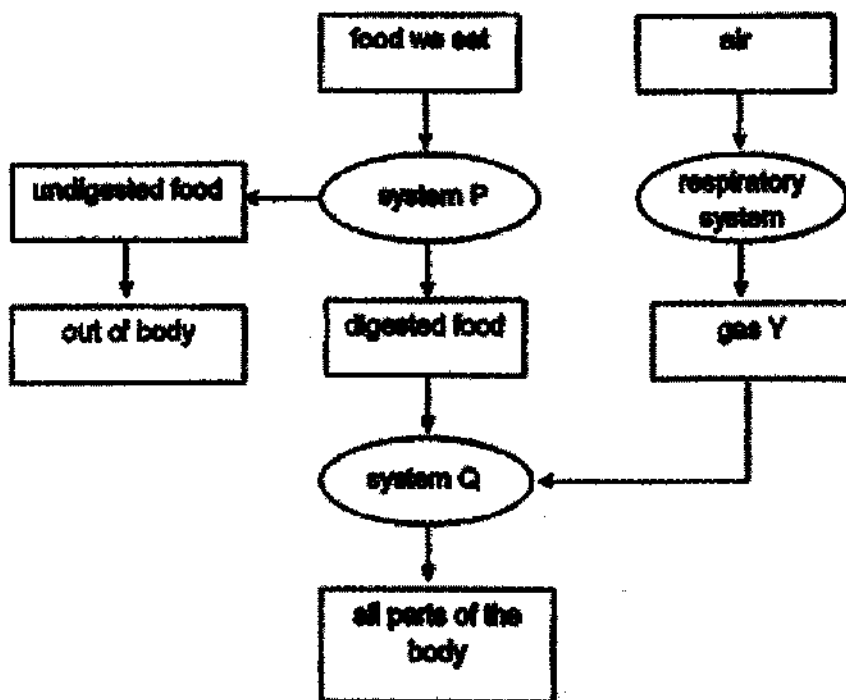 food we eat
air
system P
respiratory
system
undigested food
out of body
digested food
gas Y
system Q
all parts of the
body